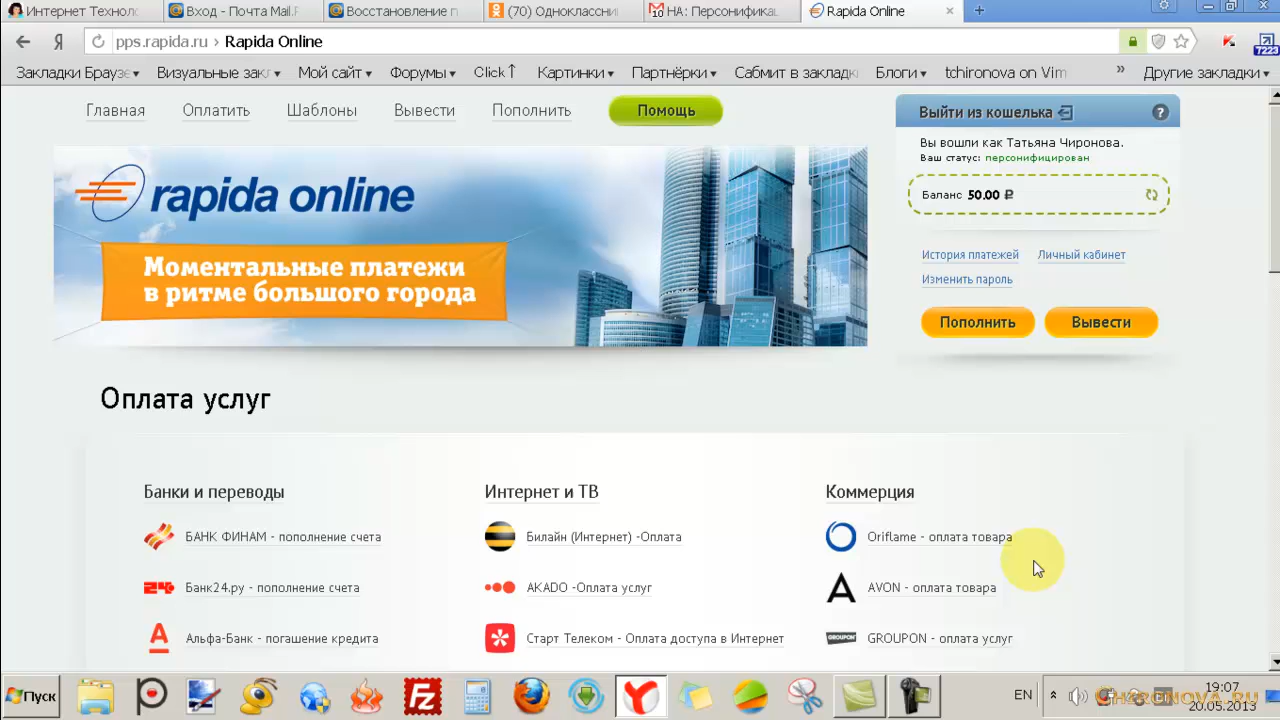 Интернет Технол
Вход - Почта Mail.R
Восстановление п
(70) Одноклассни
10 НА: Персонифика
Rapida Online
pps.rapida.ru › Rapida Online
7223
Закладки Браузе
Визуальные зак
Мой сайт
Форумы
Click↑
Картинки
Партнёрки
Сабмит в закладк
Блоги
tchironova on Vim
»
Другие закладки
Главная
Оплатить
Шаблоны
Вывести
Пополнить
Помощь
Выйти из кошелька
?
Вы вошли как Татьяна Чиронова.
Ваш статус: персонифицирован
Баланс 50.00
История платежей
Личный кабинет
Изменить пароль
Пополнить
Вывести
rapida online
Моментальные платежи
в ритме большого города
Оплата услуг
Банки и переводы
Интернет и ТВ
Коммерция
БАНК ФИНАМ - пополнение счета
Билайн (Интернет) -Оплата
Oriflame - оплата товара
Банк24.ру - пополнение счета
AKADO -Оплата услуг
AVON - оплата товара
Альфа-Банк - погашение кредита
Старт Телеком - Оплата доступа в Интернет
GROUPON
GROUPON - оплата услуг
Пуск
EN
19:07
20.05.2013
CHIRONOVA.RU